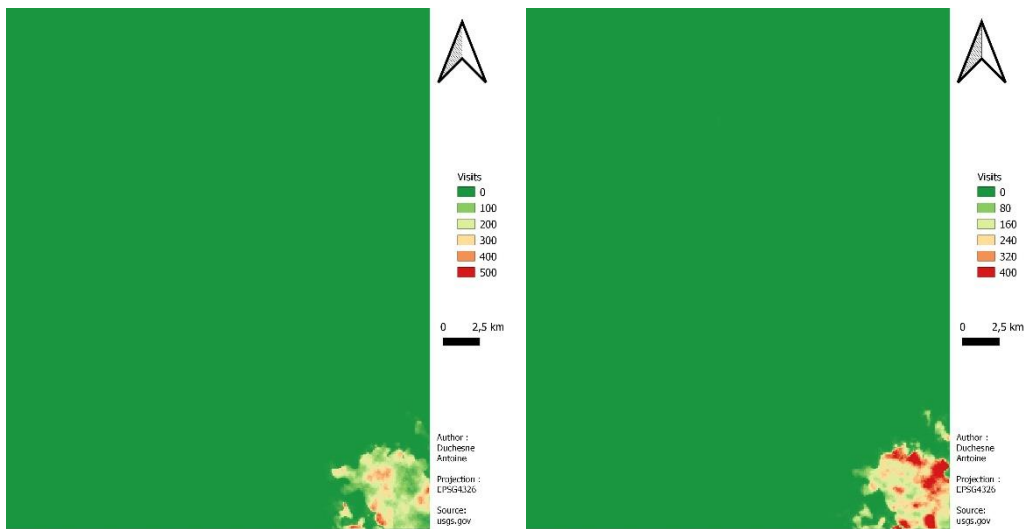 Visits
0
100
200
300
400
500
0 2,5 km
Author :
Duchesne
Antoine
Projection :
EPSG4326
Source:
usgs.gov
Visits
0
80
160
240
320
400
0 2,5 km
Author :
Duchesne
Antoine
Projection :
EPSG4326
Source:
usgs.gov